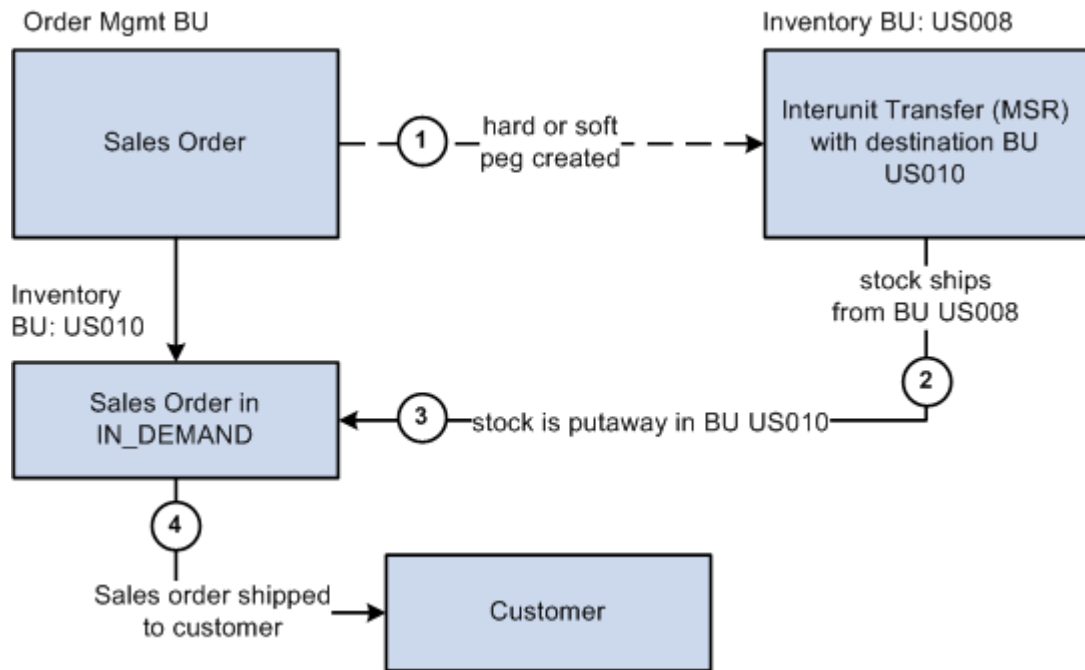 Order Mgmt BU
Inventory BU: US008
Sales Order
1
hard or soft
peg created
Interunit Transfer (MSR)
with destination BU
US010
Inventory
BU: US010
stock ships
from BU US008
2
Sales Order in
IN_DEMAND
3
stock is putaway in BU US010
4
Sales order shipped
to customer
Customer